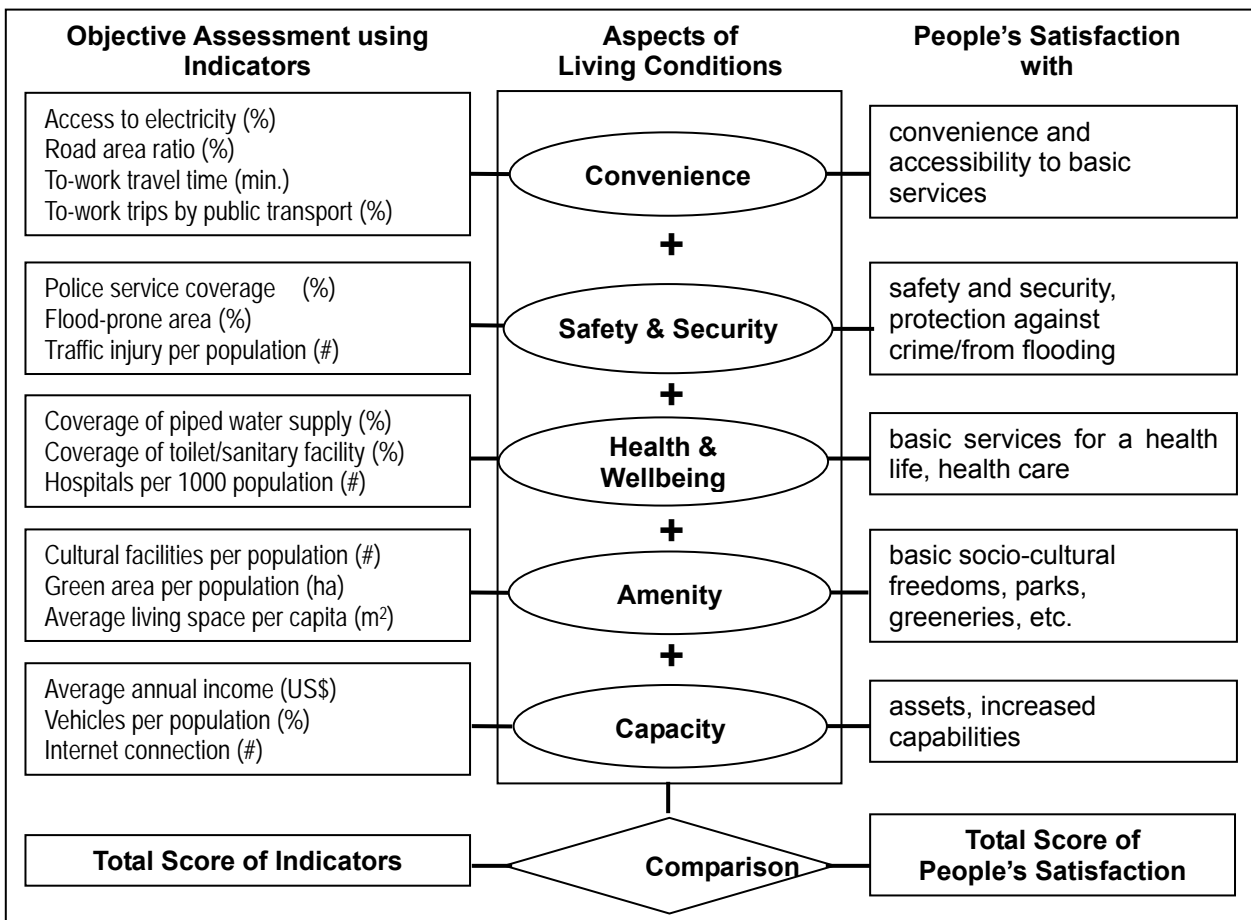 Objective Assessment using
Indicators
Aspects of
Living Conditions
People's Satisfaction
with
Access to electricity (%)
Road area ratio (%)
To-work travel time (min.)
To-work trips by public transport (%)
Convenience
convenience and
accessibility to basic
services
+
Police service coverage (%)
Flood-prone area (%)
Traffic injury per population (#)
Safety & Security
safety and security,
protection against
crime/from flooding
+
Coverage of piped water supply (%)
Coverage of toilet/sanitary facility (%)
Hospitals per 1000 population (#)
Health &
Wellbeing
basic services for a health
life, health care
+
Cultural facilities per population (#)
Green area per population (ha)
Average living space per capita (m²)
Amenity
basic socio-cultural
freedoms, parks,
greeneries, etc.
+
Average annual income (US$)
Vehicles per population (%)
Internet connection (#)
Capacity
assets, increased
capabilities
Total Score of Indicators
Comparison
Total Score of
People's Satisfaction